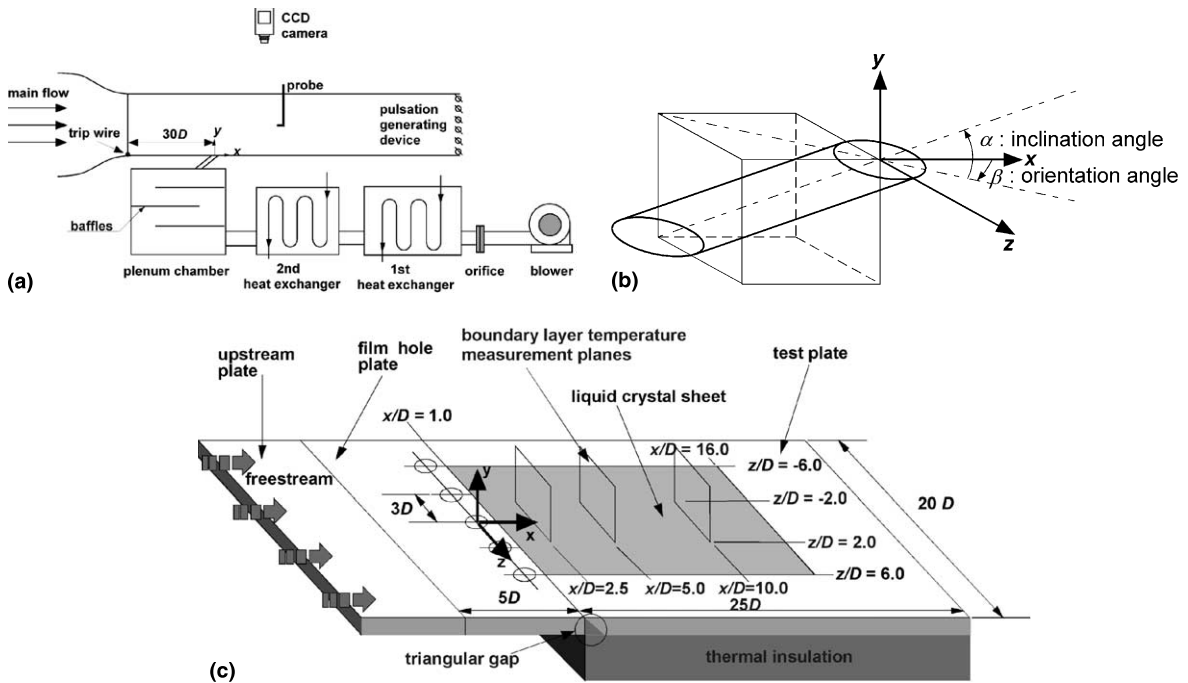 CCD
camera
main flow
probe
trip wire
30D
y
x
pulsation
generating
device
baffles
plenum chamber
2nd
heat exchanger
1st
heat exchanger
orifice
blower
(a)
y
α : inclination angle
x
β : orientation angle
z
(b)
upstream
plate
film hole
plate
boundary layer temperature
measurement planes
test plate
liquid crystal sheet
x/D = 1.0
x/D = 16.0
z/D = -6.0
freestream
y
z/D = -2.0
20 D
3D
x
z
z/D = 2.0
z/D = 6.0
x/D=2.5
x/D=5.0
x/D=10.0
5D
25D
triangular gap
thermal insulation
(c)